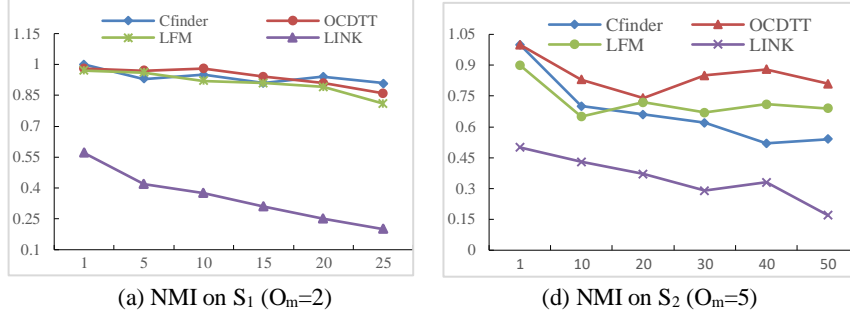 Cfinder OCDTT
LFM LINK
1.15
1
0.85
0.7
0.55
0.4
0.25
0.1
1 5 10 15 20 25
(a) NMI on S₁ (Oₘ=2)
Cfinder OCDTT
LFM LINK
1.05
0.9
0.75
0.6
0.45
0.3
0.15
0
1 10 20 30 40 50
(d) NMI on S₂ (Oₘ=5)